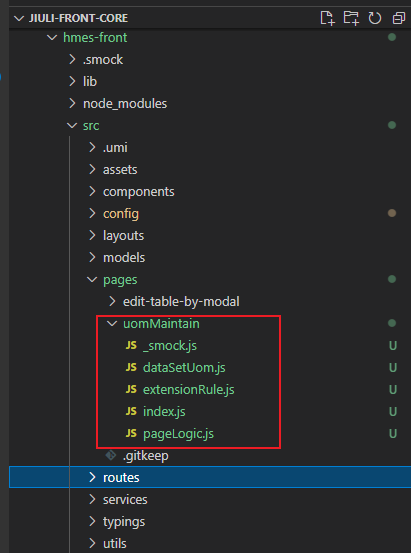 JIULI-FRONT-CORE
hmes-front
.smock
lib
node_modules
src
.umi
assets
components
config
layouts
models
pages
edit-table-by-modal
uomMaintain
JS _smock.js U
JS dataSetUom.js U
JS extensionRule.js U
JS index.js U
JS pageLogic.js U
.gitkeep
routes
services
typings
utils